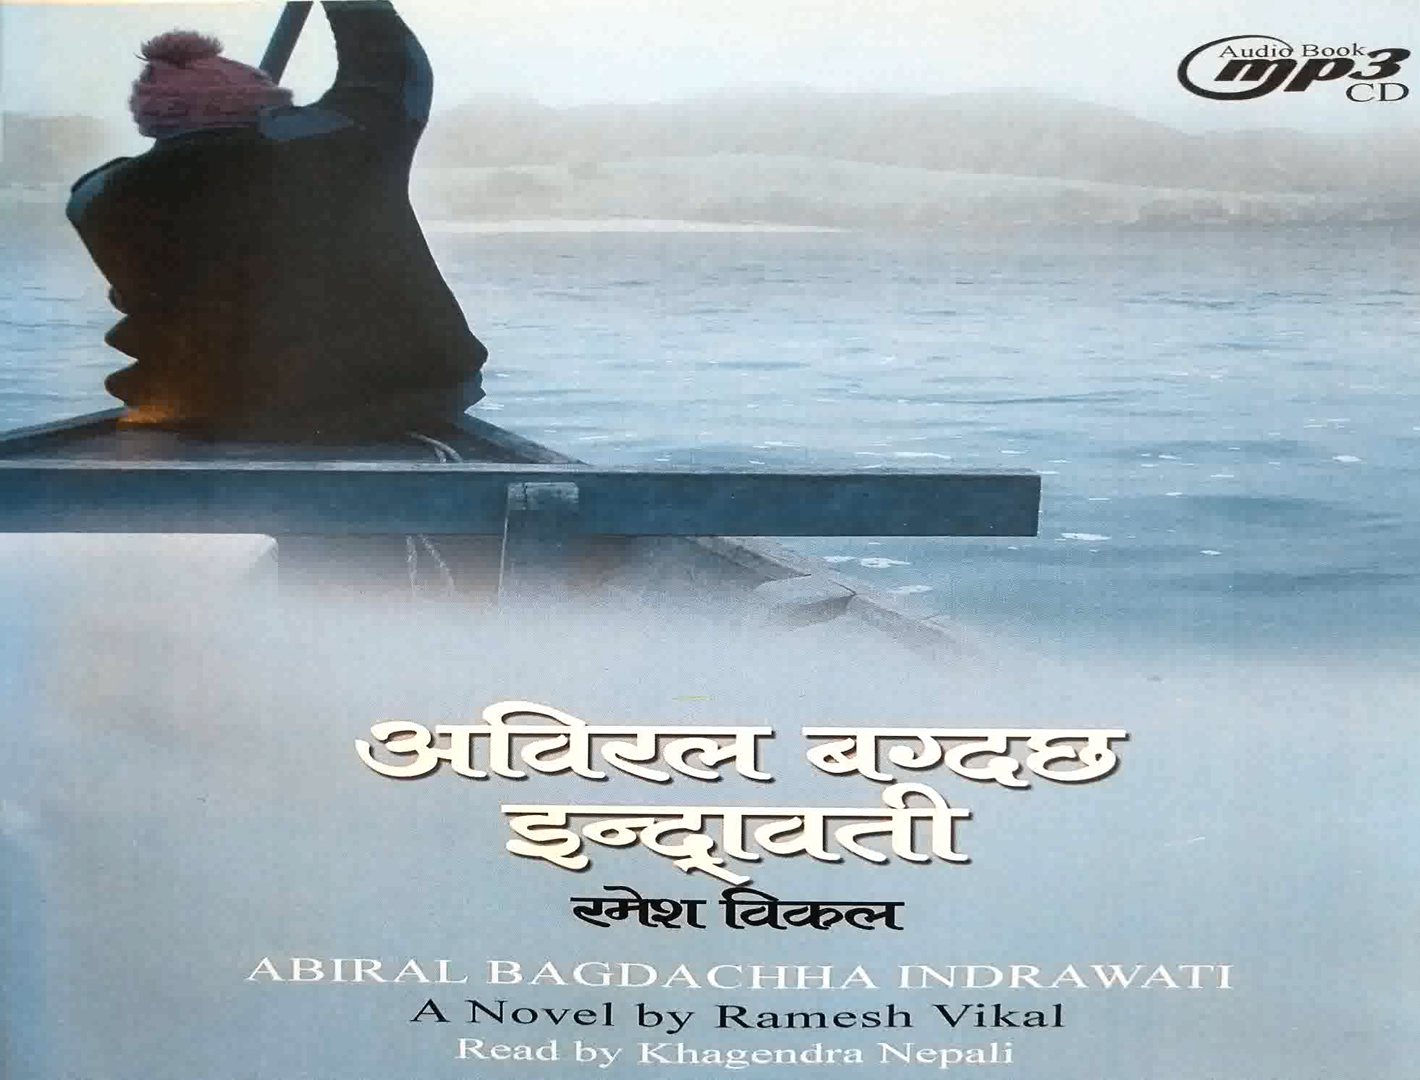 Audio Book
mp3
CD
अविरल बग्दछ
इन्द्रावती
रमेश विकल
ABIRAL BAGDACHHA INDRAWATI
A Novel by Ramesh Vikal
Read by Khagendra Nepali